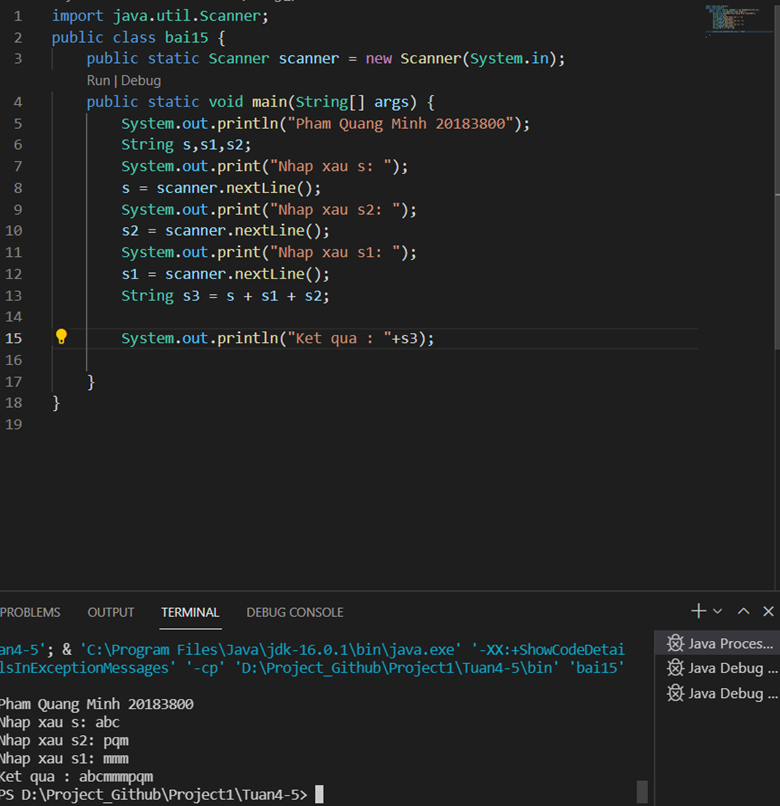 1 import java.util.Scanner;
2 public class bai15 {
3 public static Scanner scanner = new Scanner(System.in);
Run | Debug
4 public static void main(String[] args) {
5 System.out.println("Pham Quang Minh 20183800");
6 String s,s1,s2;
7 System.out.print("Nhap xau s: ");
8 s = scanner.nextLine();
9 System.out.print("Nhap xau s2: ");
10 s2 = scanner.nextLine();
11 System.out.print("Nhap xau s1: ");
12 s1 = scanner.nextLine();
13 String s3 = s + s1 + s2;
14
15 System.out.println("Ket qua : "+s3);
16
17 }
18 }
19
PROBLEMS OUTPUT TERMINAL DEBUG CONSOLE
an4-5'; & 'C:\Program Files\Java\jdk-16.0.1\bin\java.exe' '-XX:+ShowCodeDetai
lsInExceptionMessages' '-cp' 'D:\Project_Github\Project1\Tuan4-5\bin' 'bai15'
Pham Quang Minh 20183800
Nhap xau s: abc
Nhap xau s2: pqm
Nhap xau s1: mmm
Ket qua : abcmmmpqm
PS D:\Project_Github\Project1\Tuan4-5>
Java Proces...
Java Debug ...
Java Debug ...